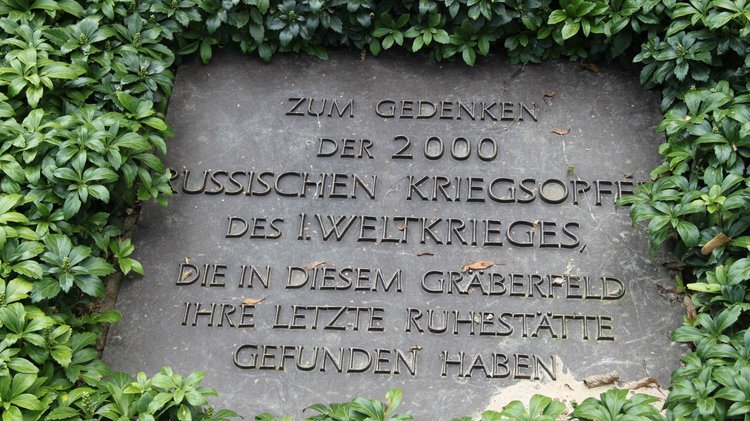 ZUM GEDENKEN
DER 2000
RUSSISCHEN KRIEGSOPFER
DES I. WELTKRIEGES,
DIE IN DIESEM GRÄBERFELD
IHRE LETZTE RUHESTÄTTE
GEFUNDEN HABEN